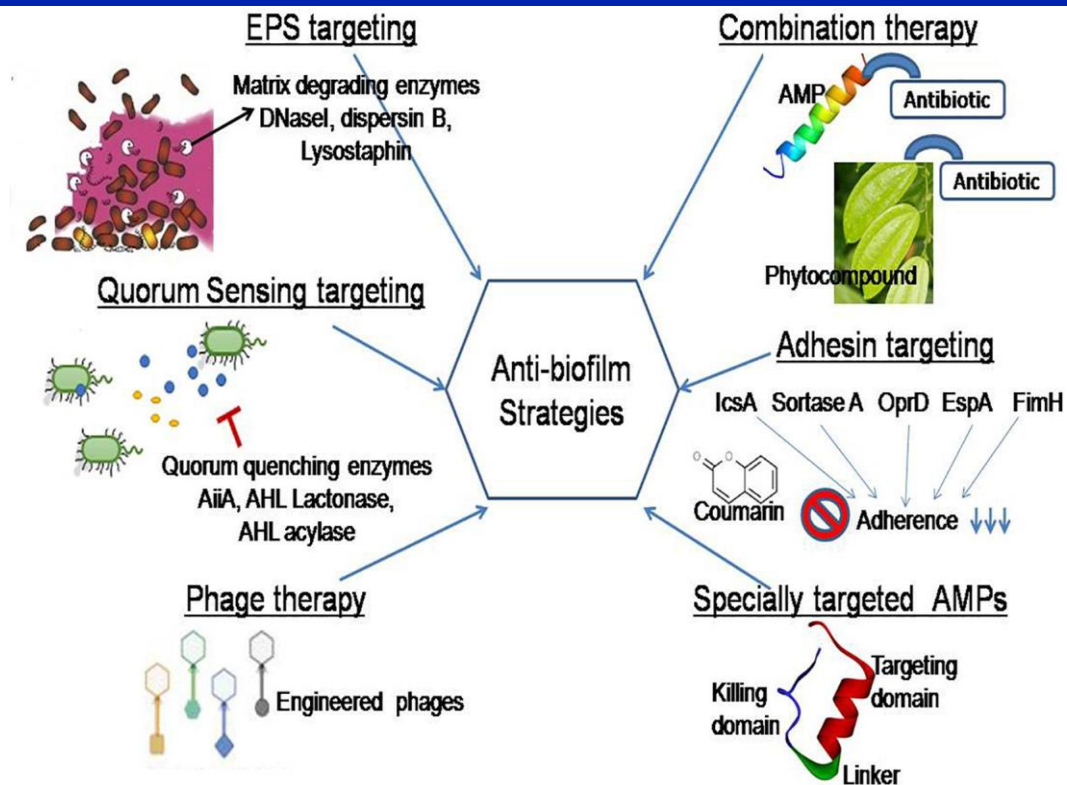 EPS targeting
Matrix degrading enzymes
DNaseI, dispersin B,
Lysostaphin
Combination therapy
AMP
Antibiotic
Antibiotic
Phytocompound
Quorum Sensing targeting
Quorum quenching enzymes
AiiA, AHL Lactonase,
AHL acylase
Anti-biofilm
Strategies
Adhesin targeting
IcsA Sortase A OprD EspA FimH
O
O
Coumarin
Adherence ↓↓↓
Phage therapy
Engineered phages
Specially targeted AMPs
Targeting
domain
Killing
domain
Linker